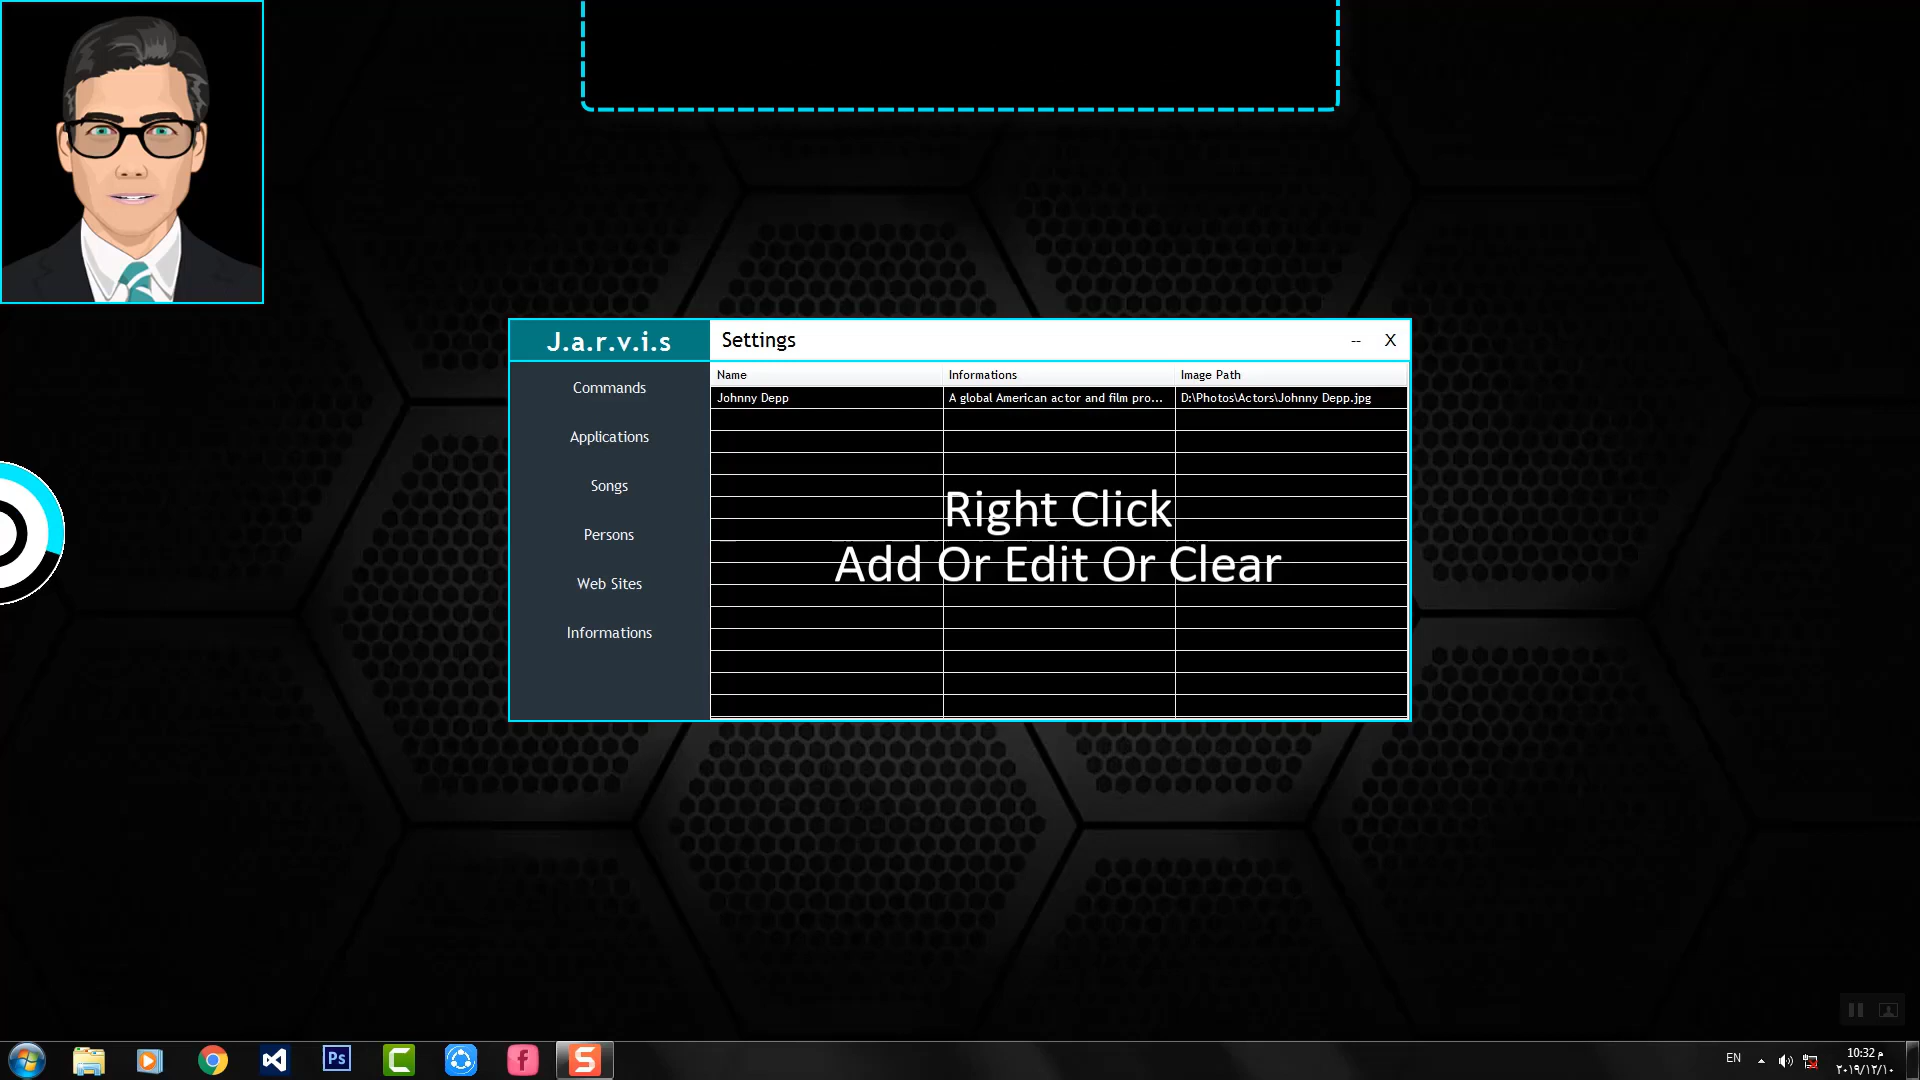 J.a.r.v.i.s
Settings
--
X
Commands
Applications
Songs
Persons
Web Sites
Informations
Name
Informations
Image Path
Johnny Depp
A global American actor and film pro...
D:\Photos\Actors\Johnny Depp.jpg
Right Click
Add Or Edit Or Clear
Ps
C
f
S
EN
10:32 م
٢٠١٩/١٢/١٠